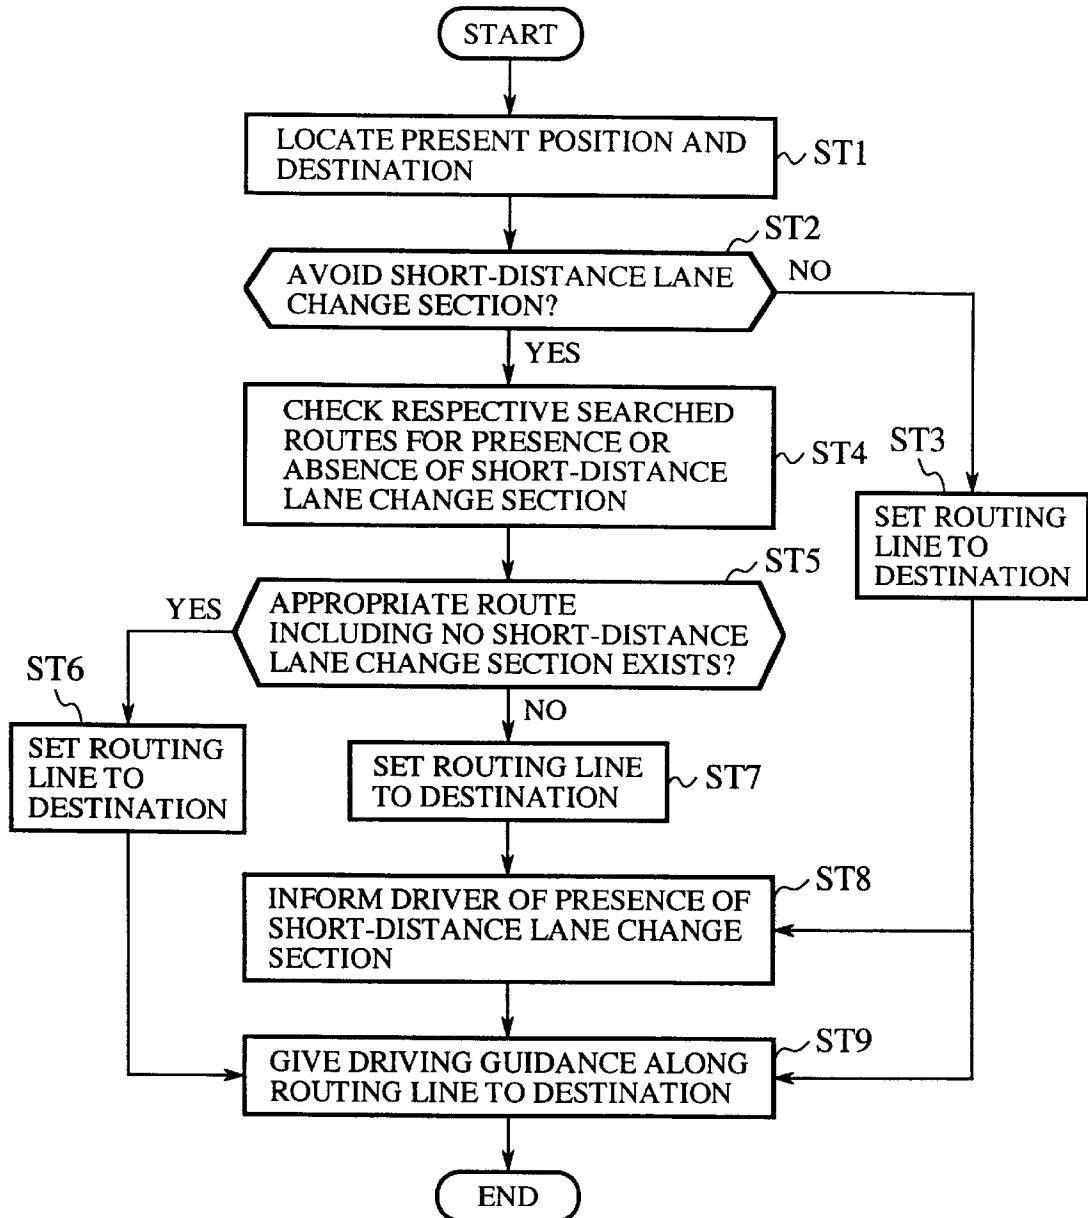 START
LOCATE PRESENT POSITION AND
DESTINATION
ST1
ST2
AVOID SHORT-DISTANCE LANE
CHANGE SECTION?
NO
YES
CHECK RESPECTIVE SEARCHED
ROUTES FOR PRESENCE OR
ABSENCE OF SHORT-DISTANCE
LANE CHANGE SECTION
ST4
ST3
SET ROUTING
LINE TO
DESTINATION
ST5
APPROPRIATE ROUTE
INCLUDING NO SHORT-DISTANCE
LANE CHANGE SECTION EXISTS?
YES
ST6
SET ROUTING
LINE TO
DESTINATION
NO
SET ROUTING LINE
TO DESTINATION
ST7
ST8
INFORM DRIVER OF PRESENCE OF
SHORT-DISTANCE LANE CHANGE
SECTION
ST9
GIVE DRIVING GUIDANCE ALONG
ROUTING LINE TO DESTINATION
END